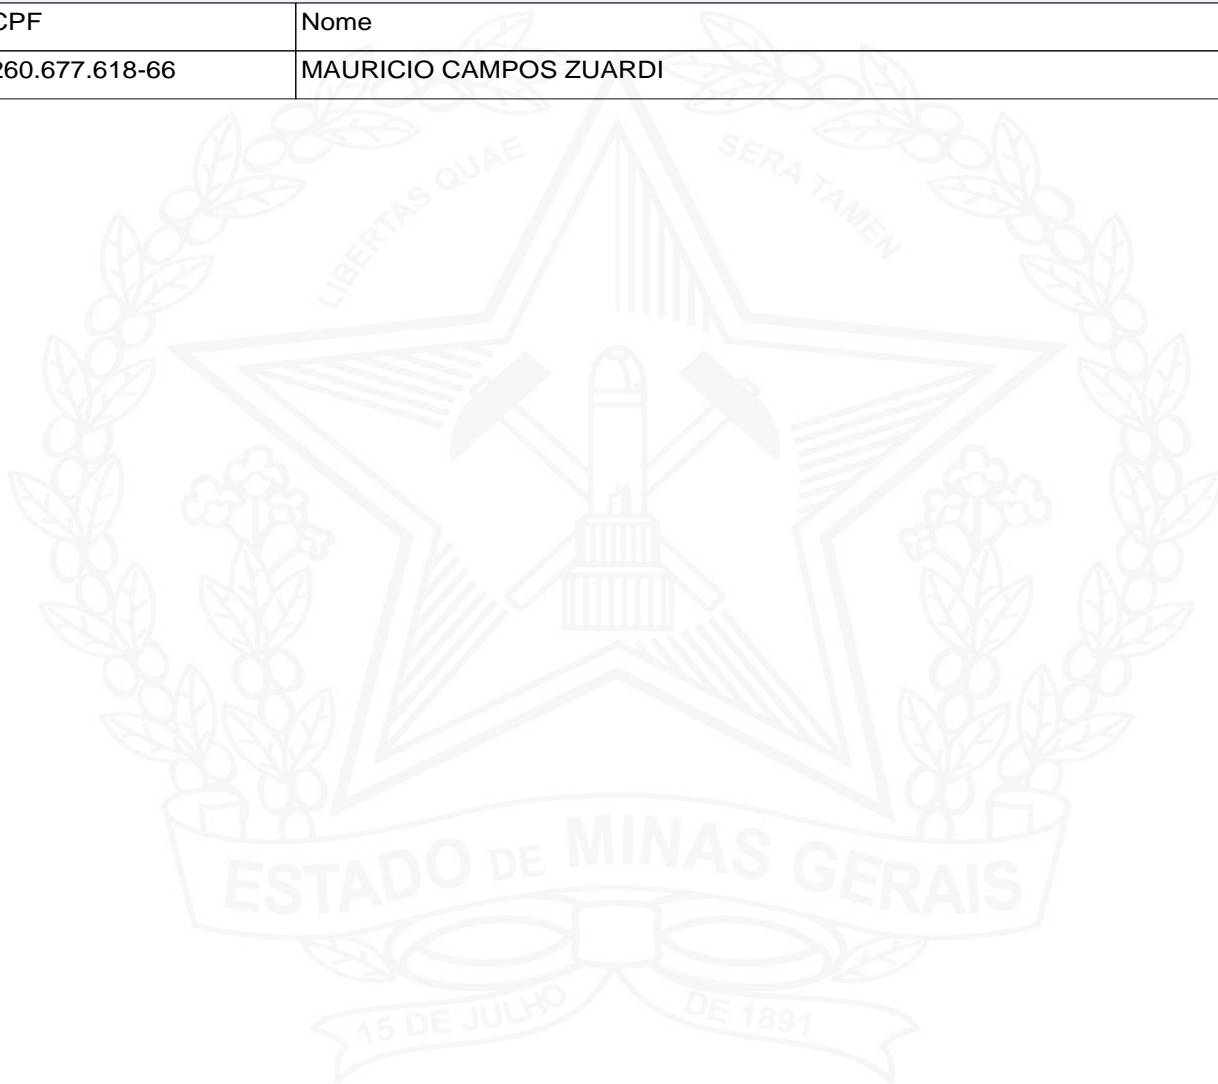 CPF Nome
260.677.618-66 MAURICIO CAMPOS ZUARDI
LIBERTAS QUAE SERA TAMEN
ESTADO DE MINAS GERAIS
15 DE JULHO DE 1891